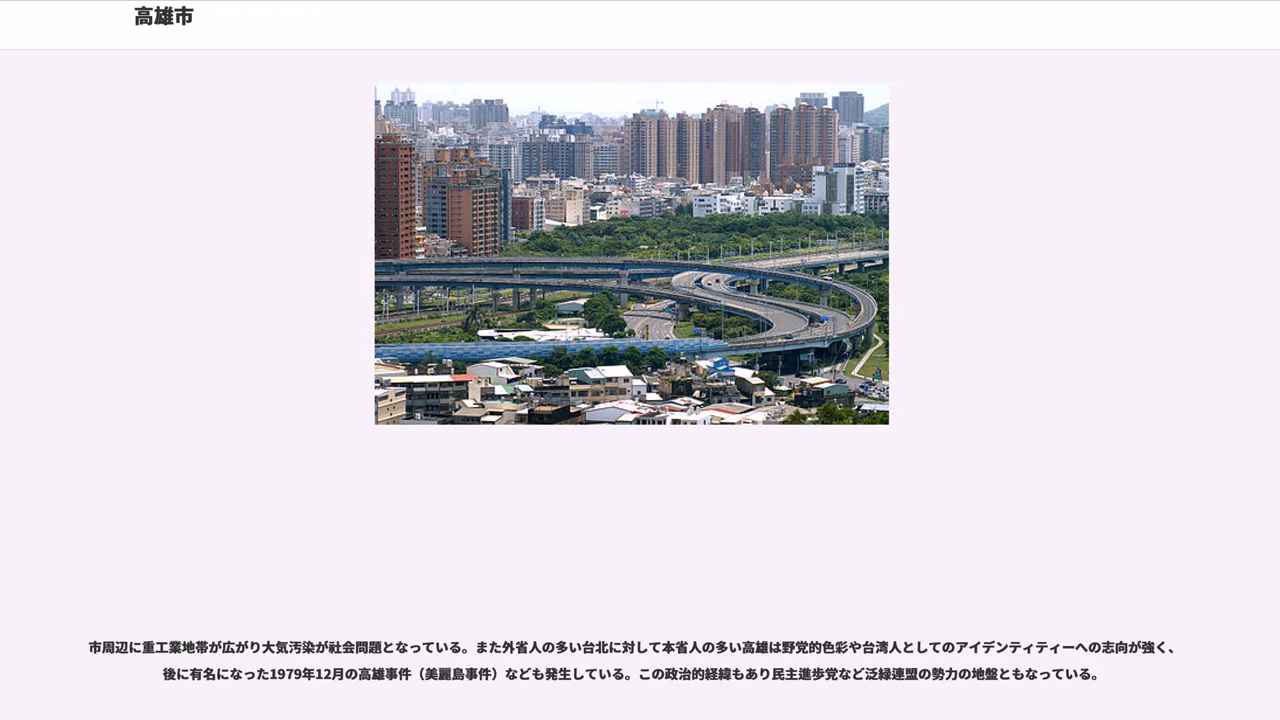 高雄市
市周辺に重工業地帯が広がり大気汚染が社会問題となっている。また外省人の多い台北に対して本省人の多い高雄は野党的色彩や台湾人としてのアイデンティティーへの志向が強く、
後に有名になった1979年12月の高雄事件（美麗島事件）なども発生している。この政治的経緯もあり民主進歩党など泛緑連盟の勢力の地盤ともなっている。